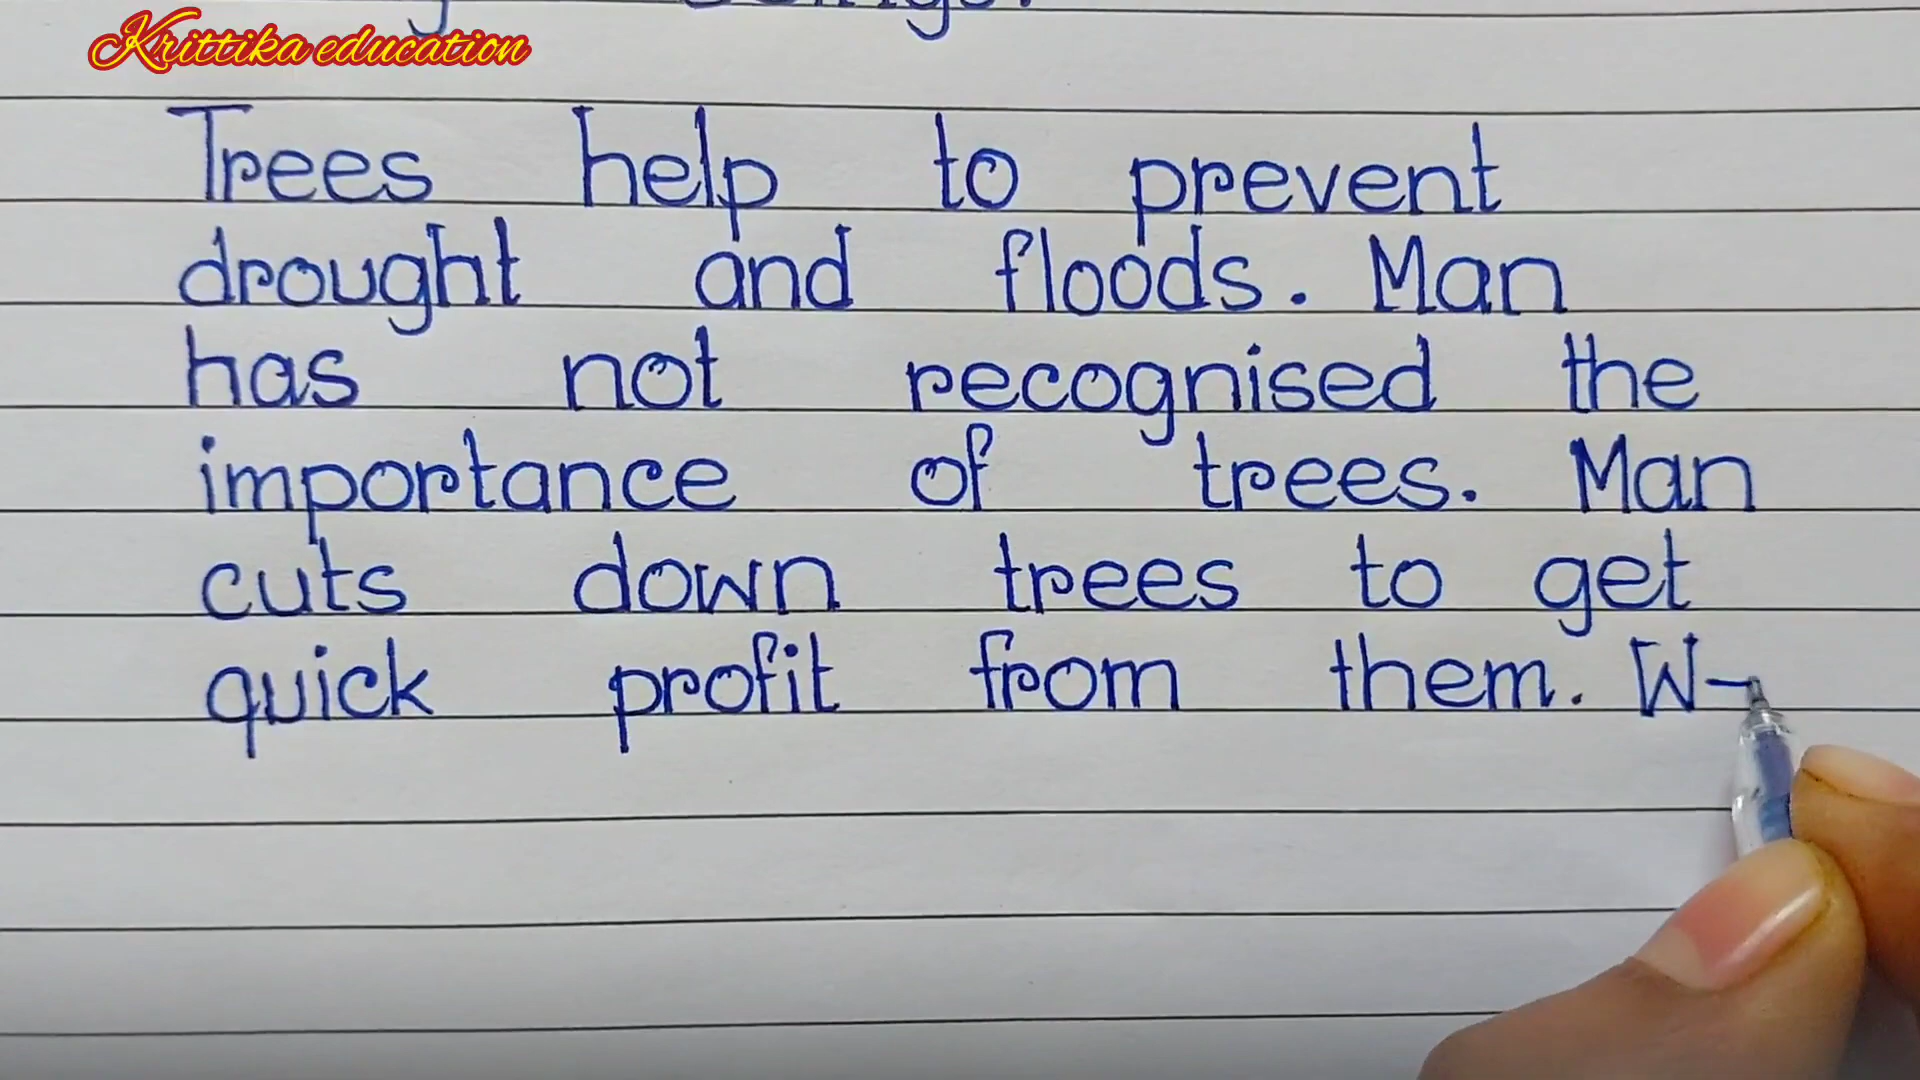 Krittika education
Trees help to prevent
drought and floods. Man
has not recognised the
importance of trees. Man
cuts down trees to get
quick profit from them. W